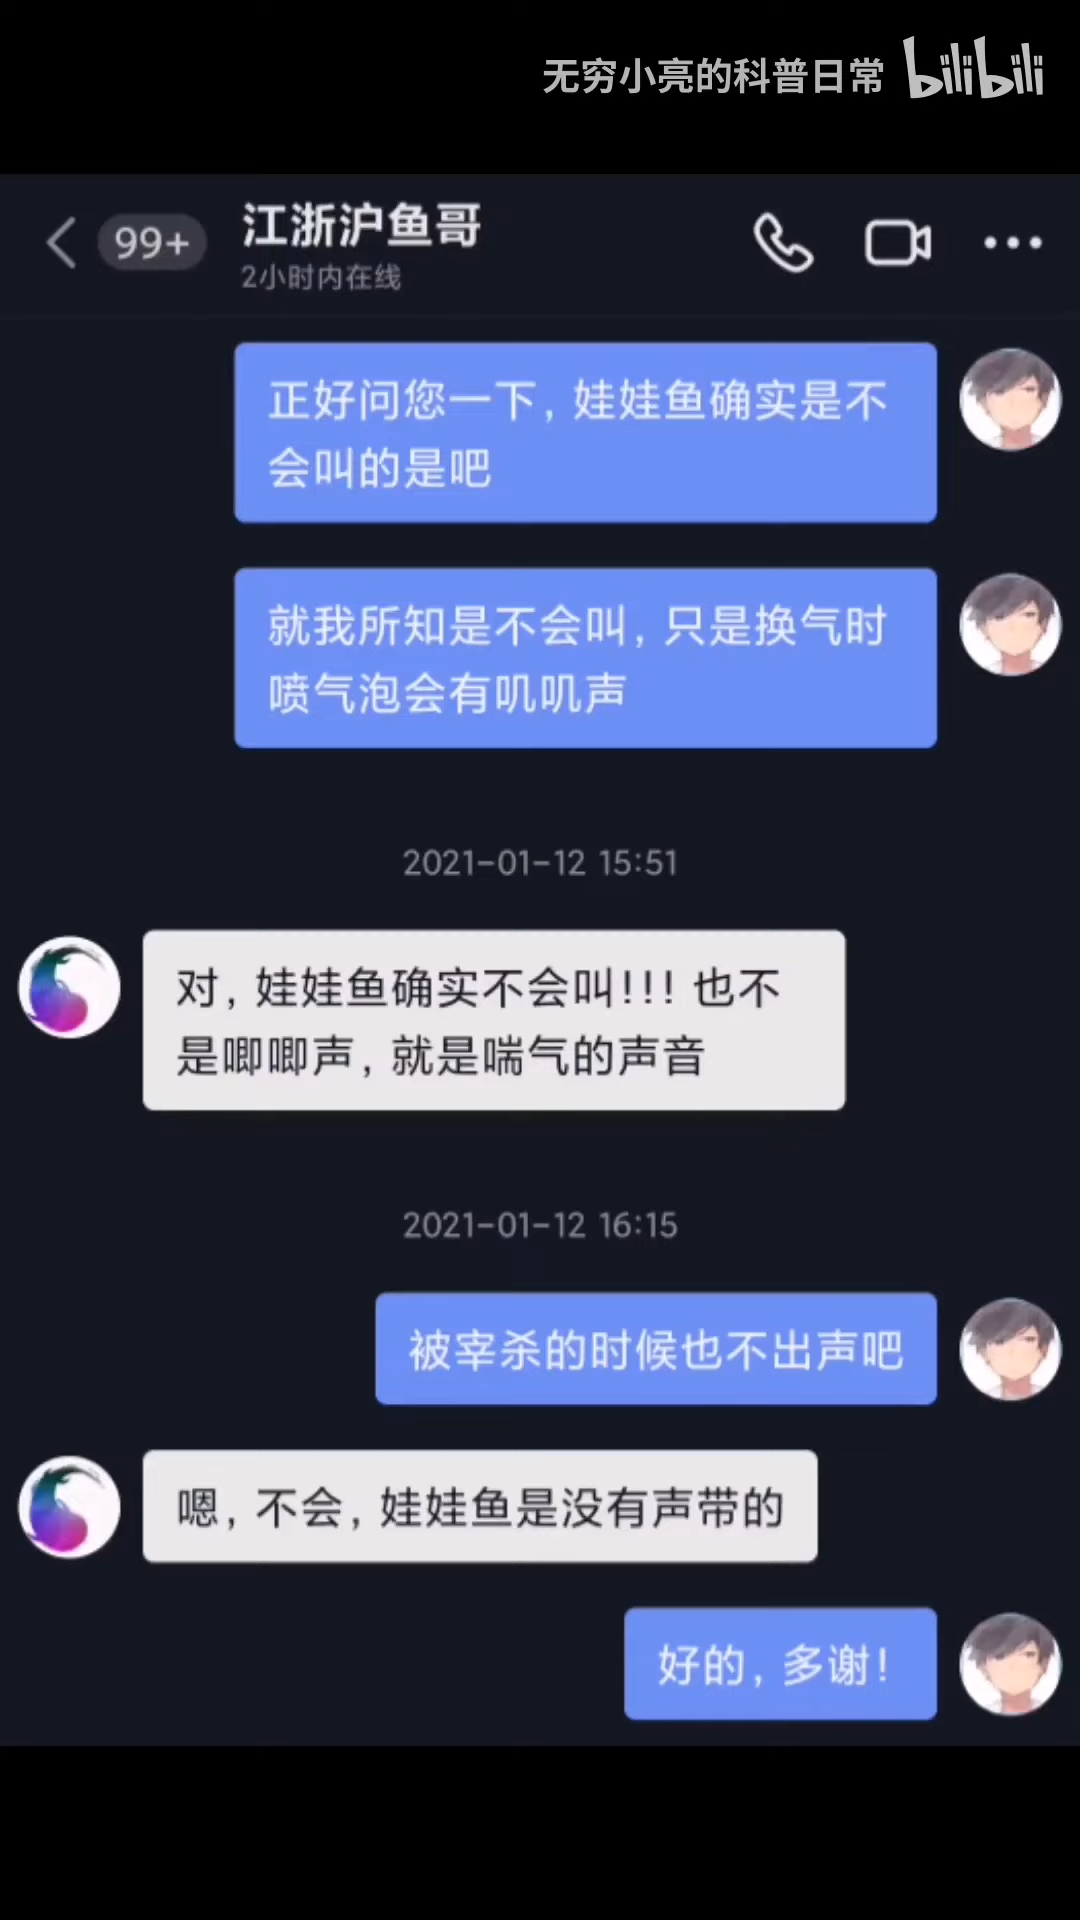 无穷小亮的科普日常 bilibili
99+
江浙沪鱼哥
2小时内在线
正好问您一下，娃娃鱼确实是不
会叫的是吧
就我所知是不会叫，只是换气时
喷气泡会有叽叽声
2021-01-12 15:51
对，娃娃鱼确实不会叫!!! 也不
是唧唧声，就是喘气的声音
2021-01-12 16:15
被宰杀的时候也不出声吧
嗯，不会，娃娃鱼是没有声带的
好的，多谢!